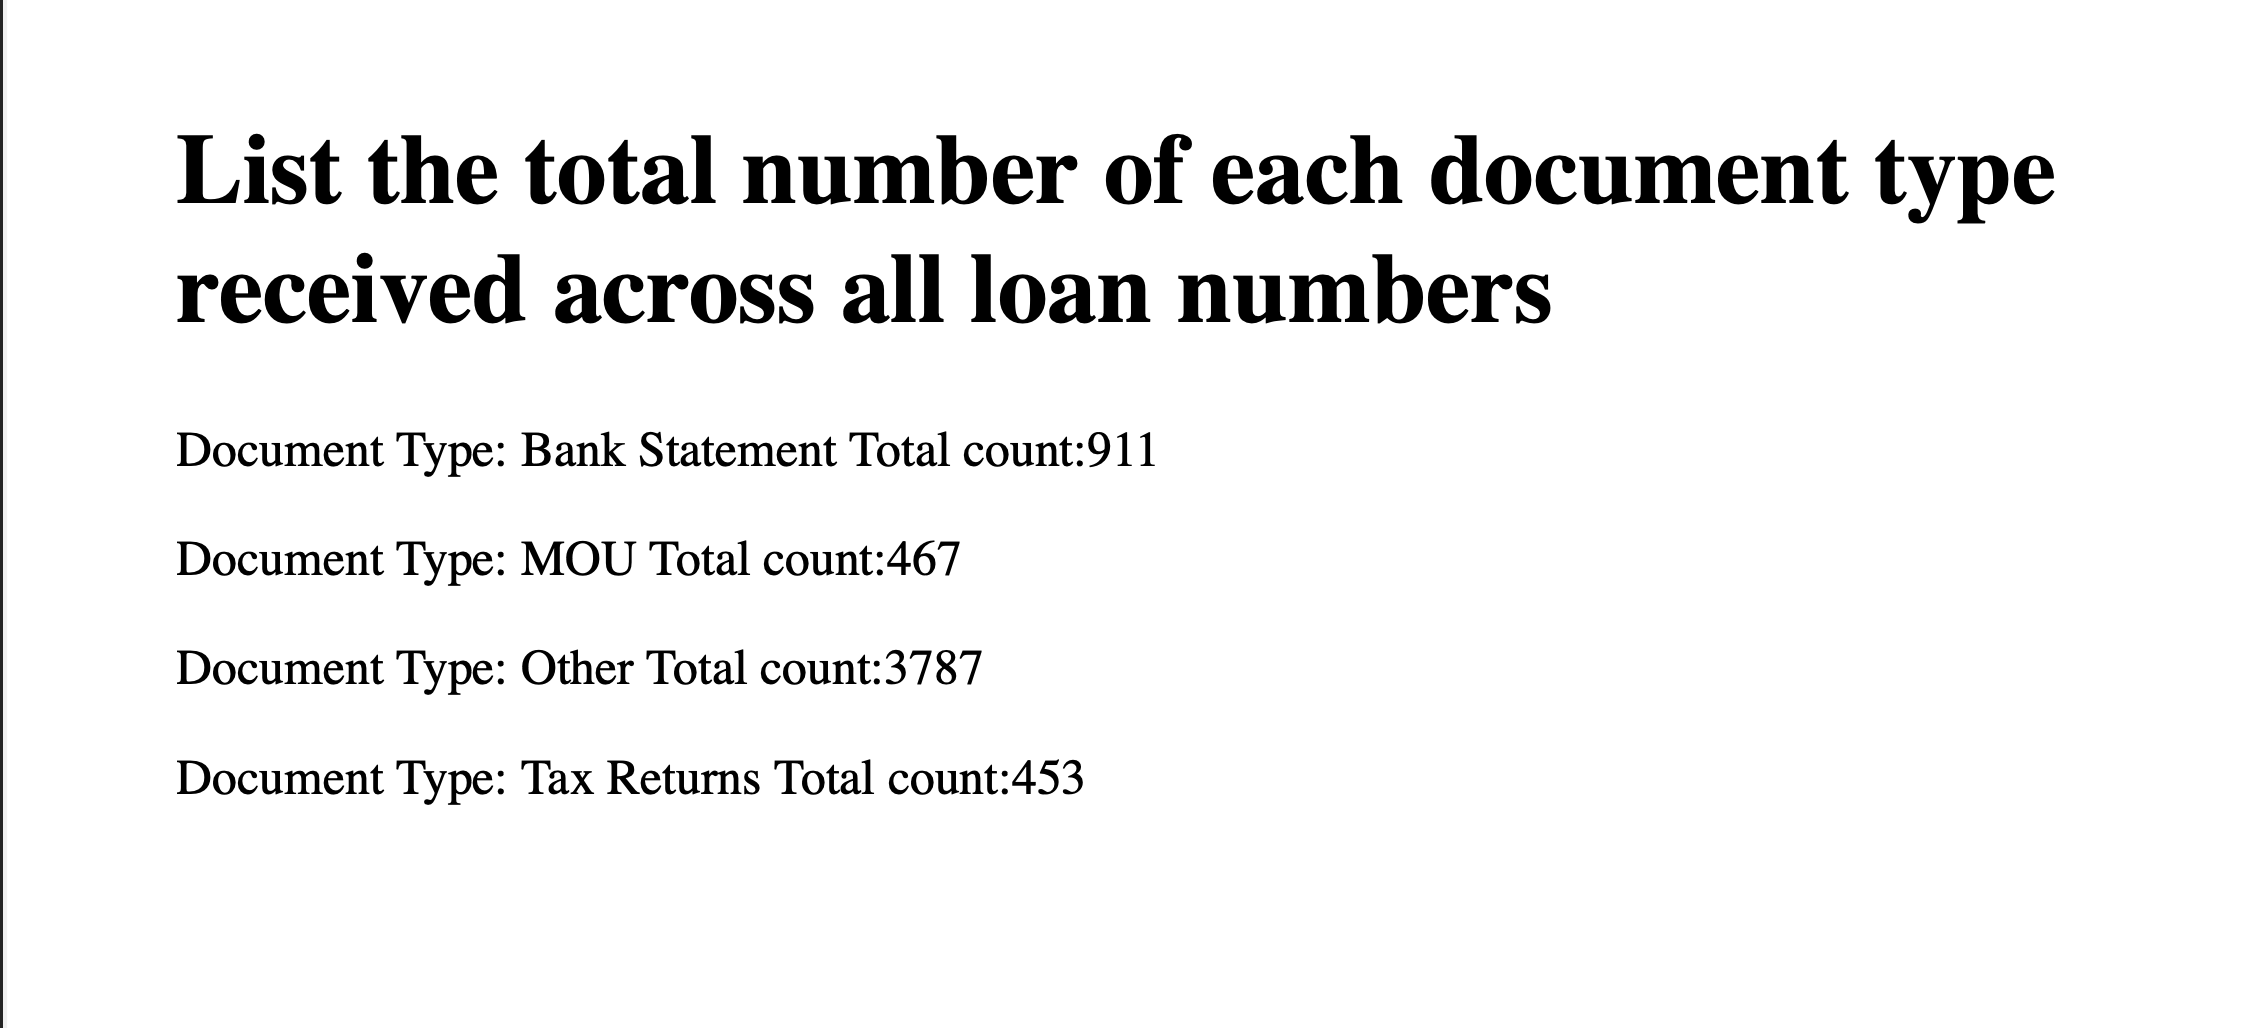 List the total number of each document type
received across all loan numbers
Document Type: Bank Statement Total count:911
Document Type: MOU Total count:467
Document Type: Other Total count:3787
Document Type: Tax Returns Total count:453